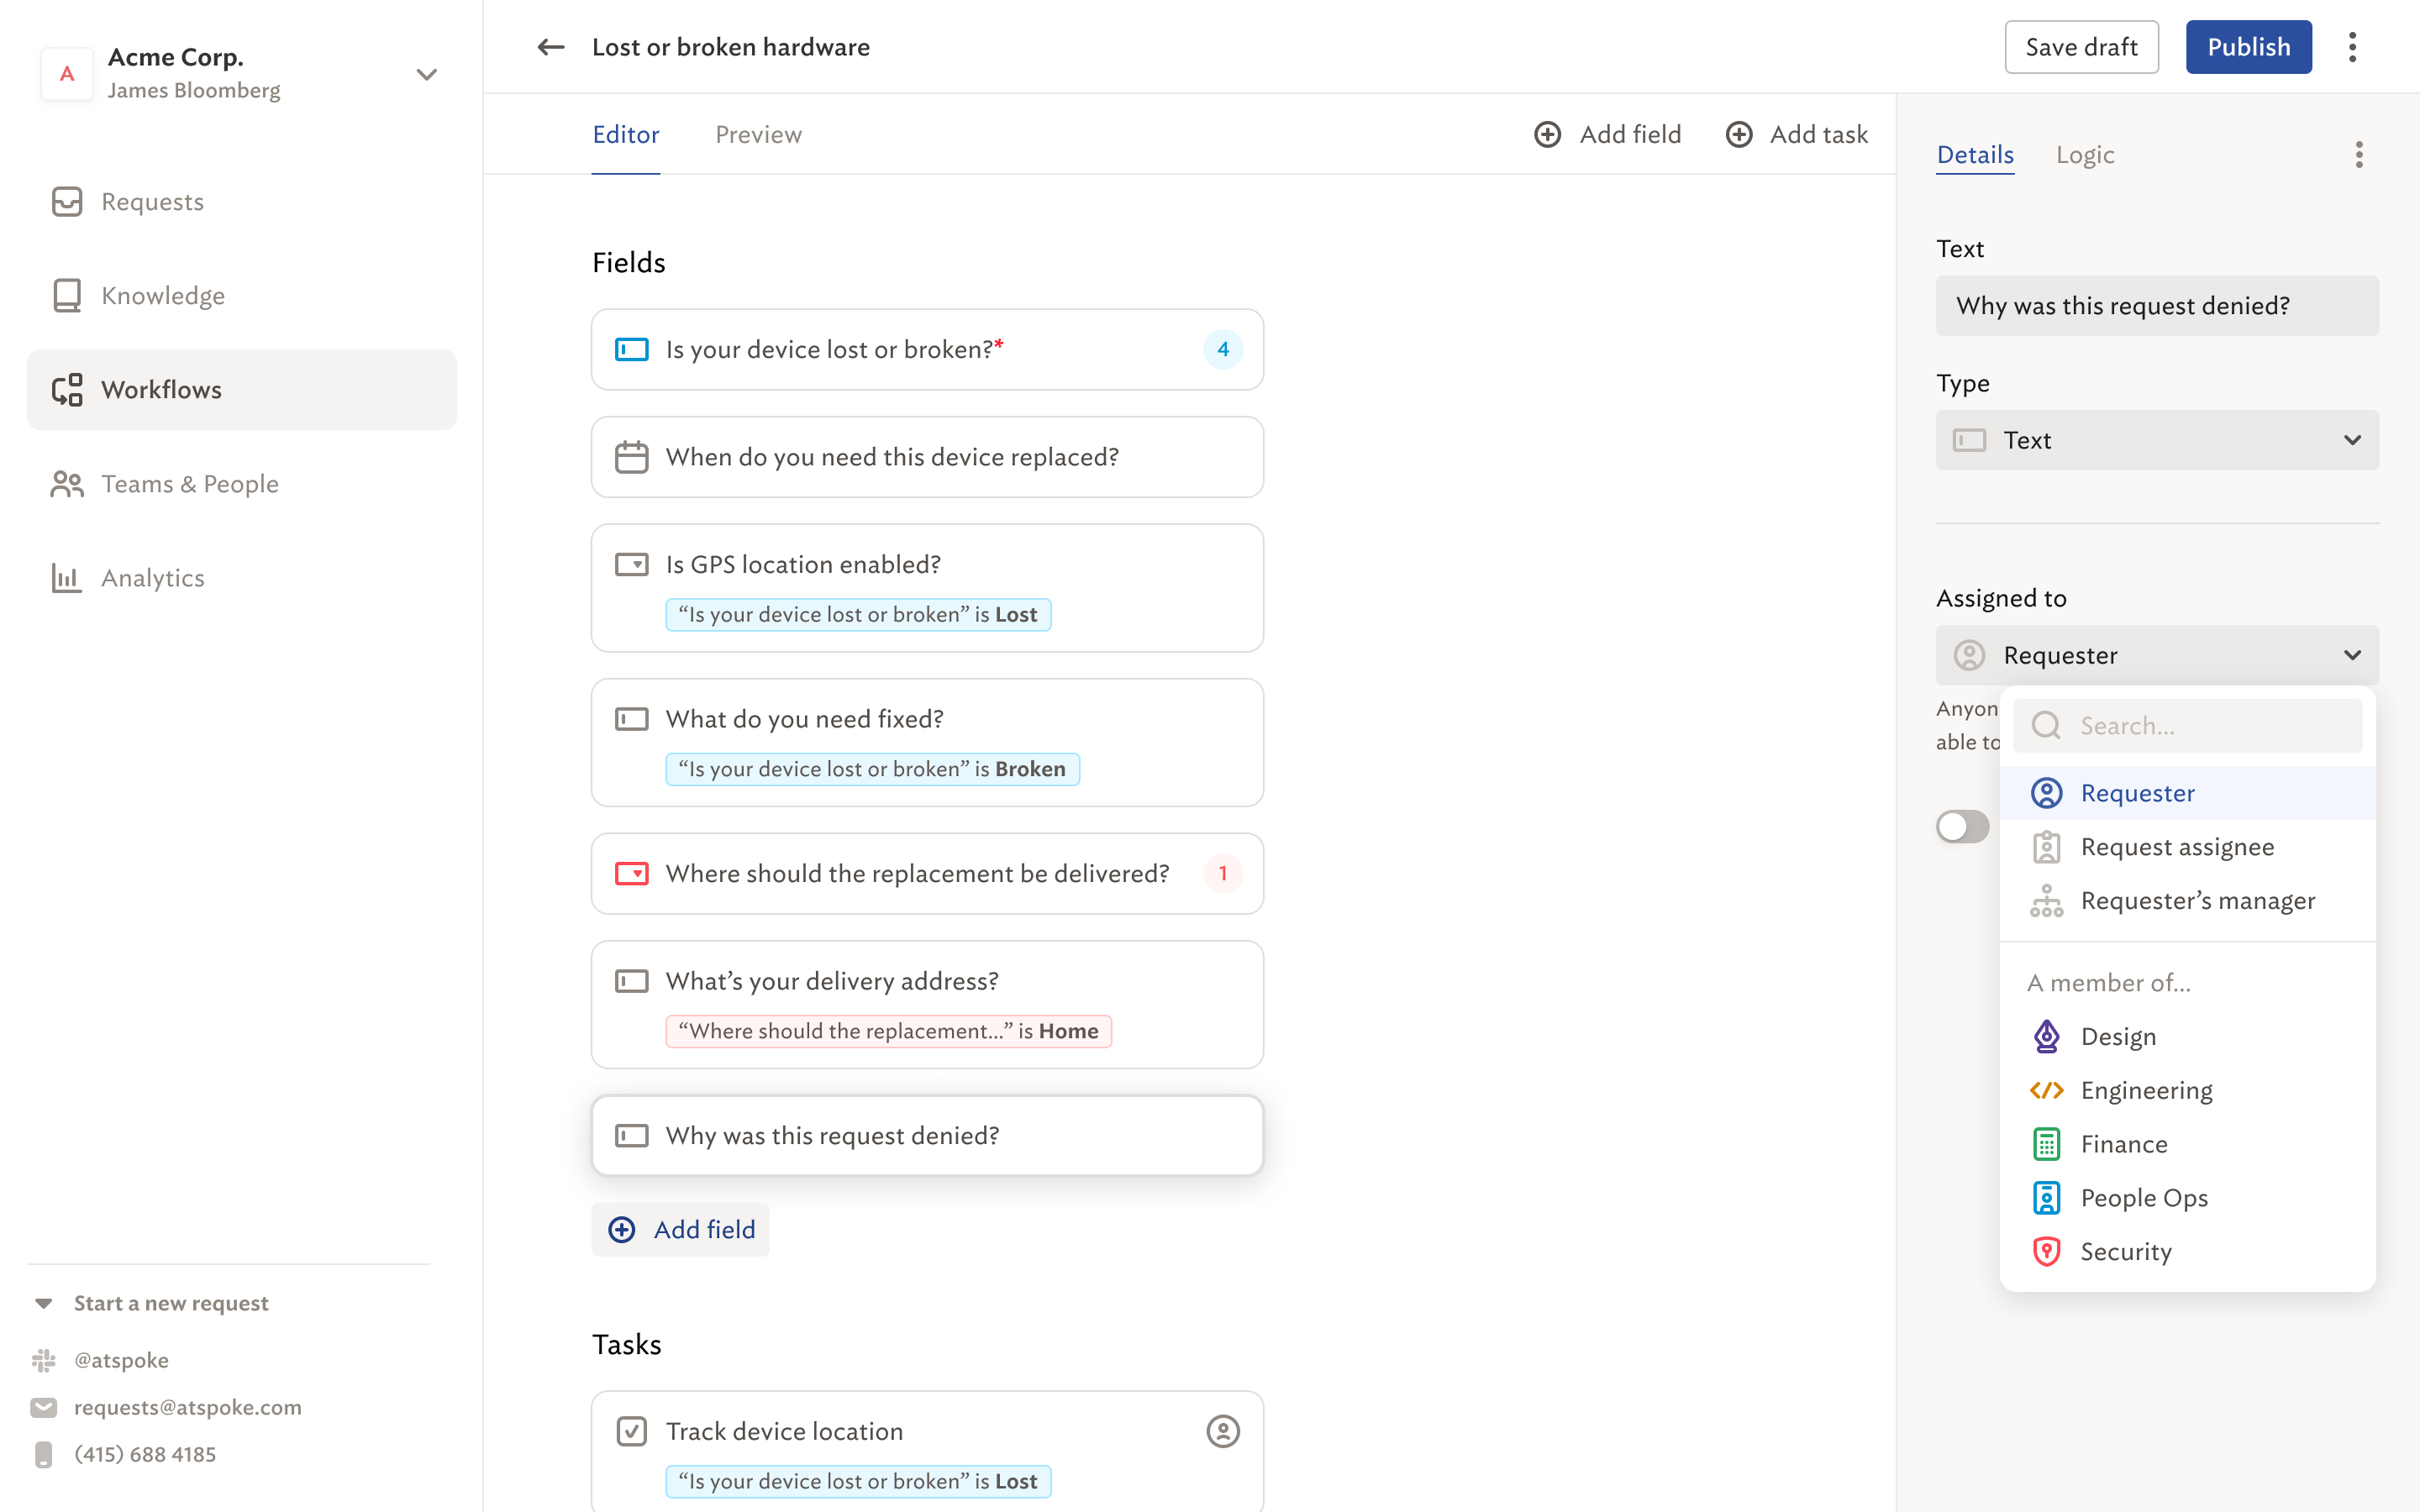 A
Acme Corp.
James Bloomberg
Requests
Knowledge
Workflows
Teams & People
Analytics
Start a new request
@atspoke
requests@atspoke.com
(415) 688 4185
Lost or broken hardware
Save draft
Publish
Editor
Preview
Add field
Add task
Fields
Is your device lost or broken?*
4
When do you need this device replaced?
Is GPS location enabled?
“Is your device lost or broken” is Lost
What do you need fixed?
“Is your device lost or broken” is Broken
Where should the replacement be delivered?
1
What’s your delivery address?
“Where should the replacement...” is Home
Why was this request denied?
Add field
Tasks
Track device location
“Is your device lost or broken” is Lost
Details
Logic
Text
Why was this request denied?
Type
Text
Assigned to
Requester
able to
Search...
Requester
Request assignee
Requester’s manager
A member of...
Design
Engineering
Finance
People Ops
Security